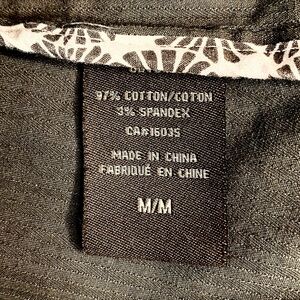 97% COTTON/COTON
3% SPANDEX
CA#16035
MADE IN CHINA
FABRIQUÉ EN CHINE
M/M